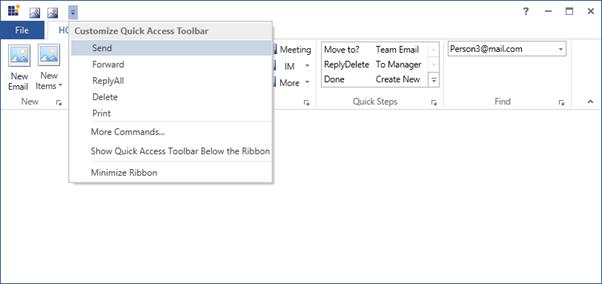 ?
File
HO
Customize Quick Access Toolbar
Send
Forward
ReplyAll
Delete
Print
More Commands...
Show Quick Access Toolbar Below the Ribbon
Minimize Ribbon
New
Email
New
Items
New
Meeting
IM
More
Move to? Team Email
ReplyDelete To Manager
Done Create New
Quick Steps
Person3@mail.com
Find